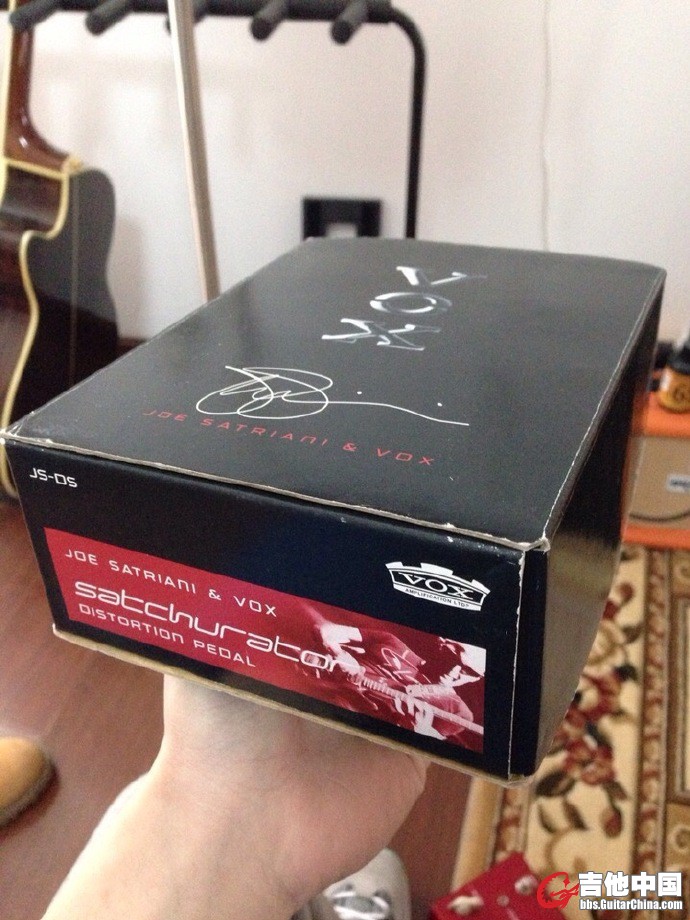 VOX
JOE SATRIANI & VOX
JS-DS
JOE SATRIANI & VOX
VOX
AMPLIFICATION LTD.
satchurator
DISTORTION PEDAL
吉他中国
bbs.GuitarChina.com